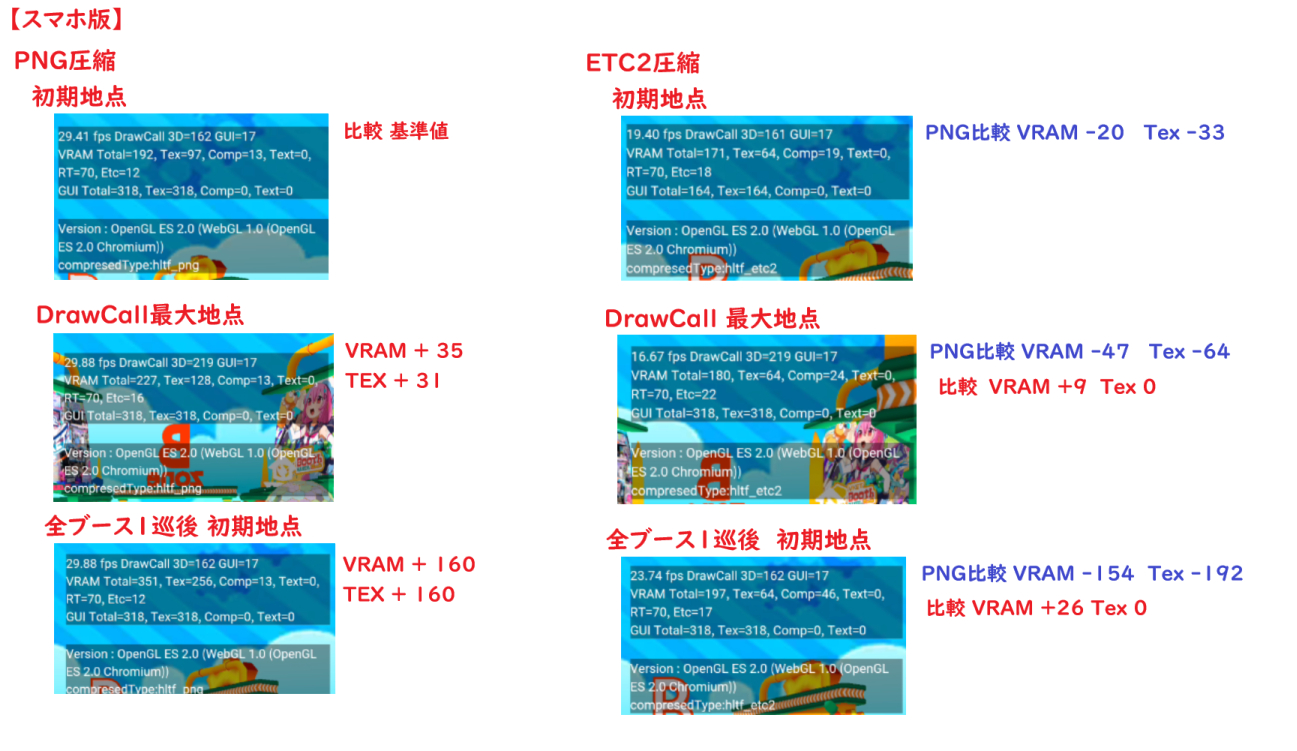 【スマホ版】
PNG圧縮
初期地点
29.41 fps DrawCall 3D=162 GUI=17
VRAM Total=192, Tex=97, Comp=13, Text=0,
RT=70, Etc=12
GUI Total=318, Tex=318, Comp=0, Text=0
Version : OpenGL ES 2.0 (WebGL 1.0 (OpenGL
ES 2.0 Chromium))
compresedType:hltf_png
比較 基準値
DrawCall最大地点
29.88 fps DrawCall 3D=219 GUI=17
VRAM Total=227, Tex=128, Comp=13, Text=0,
RT=70, Etc=16
GUI Total=318, Tex=318, Comp=0, Text=0
Version : OpenGL ES 2.0 (WebGL 1.0 (OpenGL
ES 2.0 Chromium))
compresedType:hltf_png
VRAM + 35
TEX + 31
全ブース1巡後 初期地点
29.88 fps DrawCall 3D=162 GUI=17
VRAM Total=351, Tex=256, Comp=13, Text=0,
RT=70, Etc=12
GUI Total=318, Tex=318, Comp=0, Text=0
Version : OpenGL ES 2.0 (WebGL 1.0 (OpenGL
ES 2.0 Chromium))
compresedType:hltf_png
VRAM + 160
TEX + 160
ETC2圧縮
初期地点
19.40 fps DrawCall 3D=161 GUI=17
VRAM Total=171, Tex=64, Comp=19, Text=0,
RT=70, Etc=18
GUI Total=164, Tex=164, Comp=0, Text=0
Version : OpenGL ES 2.0 (WebGL 1.0 (OpenGL
ES 2.0 Chromium))
compresedType:hltf_etc2
PNG比較 VRAM -20 Tex -33
DrawCall 最大地点
16.67 fps DrawCall 3D=219 GUI=17
VRAM Total=180, Tex=64, Comp=24, Text=0,
RT=70, Etc=22
GUI Total=318, Tex=318, Comp=0, Text=0
Version : OpenGL ES 2.0 (WebGL 1.0 (OpenGL
ES 2.0 Chromium))
compresedType:hltf_etc2
PNG比較 VRAM -47 Tex -64
比較 VRAM +9 Tex 0
全ブース1巡後 初期地点
23.74 fps DrawCall 3D=162 GUI=17
VRAM Total=197, Tex=64, Comp=46, Text=0,
RT=70, Etc=17
GUI Total=318, Tex=318, Comp=0, Text=0
Version : OpenGL ES 2.0 (WebGL 1.0 (OpenGL
ES 2.0 Chromium))
compresedType:hltf_etc2
PNG比較 VRAM -154 Tex -192
比較 VRAM +26 Tex 0